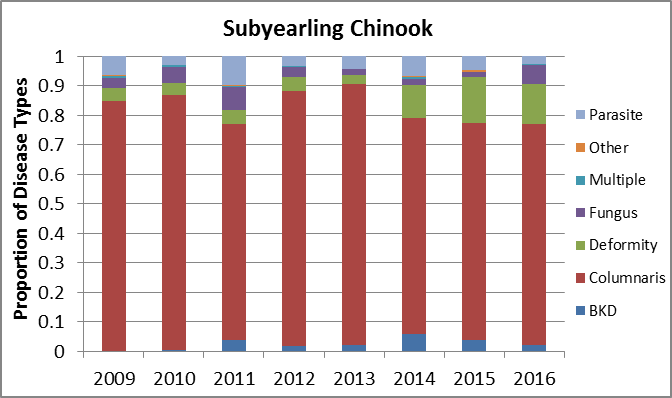 Subyearling Chinook
Proportion of Disease Types
1
0.9
0.8
0.7
0.6
0.5
0.4
0.3
0.2
0.1
0
2009 2010 2011 2012 2013 2014 2015 2016
Parasite
Other
Multiple
Fungus
Deformity
Columnaris
BKD